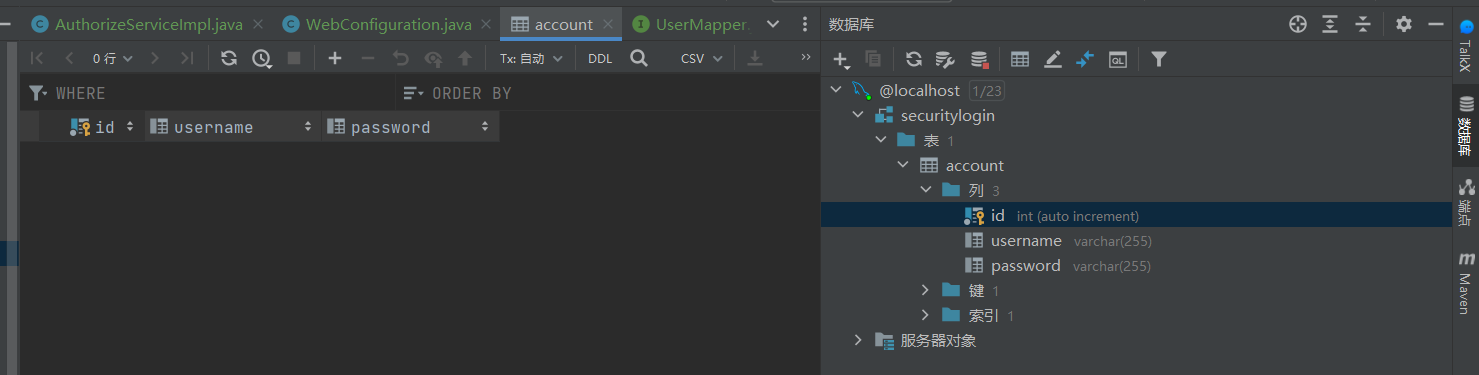 AuthorizeServiceImpl.java
WebConfiguration.java
account
UserMapper.
0 行
Tx: 自动
DDL
CSV
WHERE
ORDER BY
id
username
password
数据库
QL
@localhost 1/23
securitylogin
表 1
account
列 3
id int (auto increment)
username varchar(255)
password varchar(255)
键 1
索引 1
服务器对象
TalkX
数据库
端点
Maven